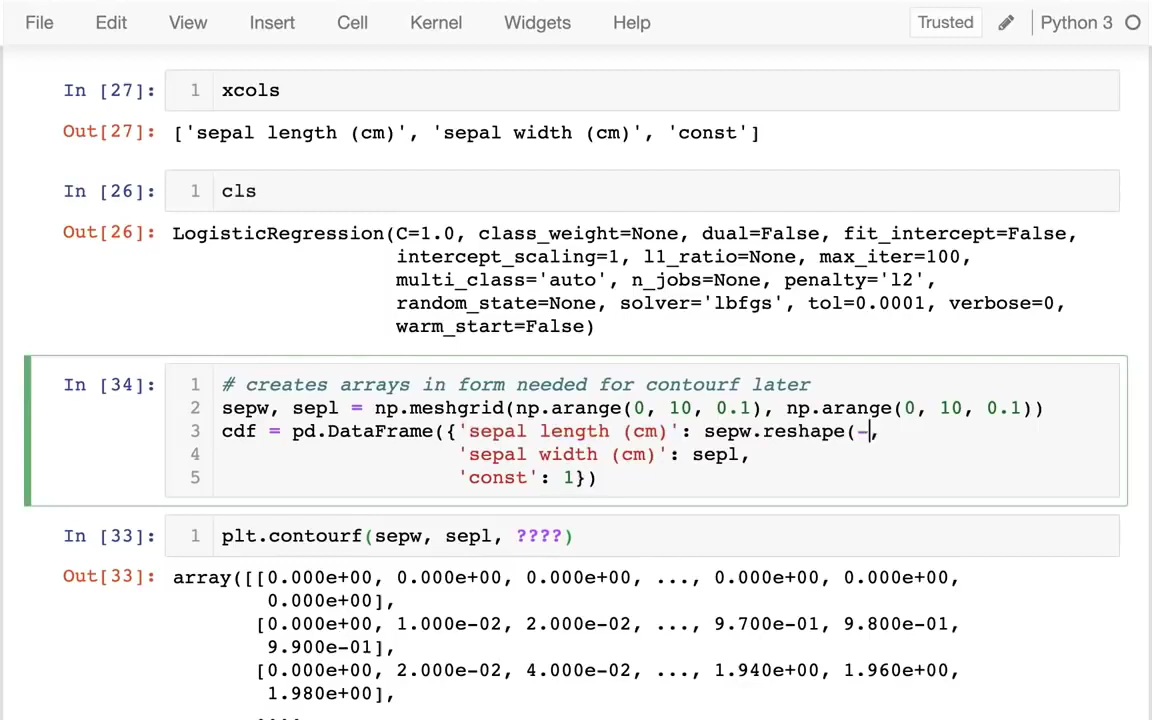 File Edit View Insert Cell Kernel Widgets Help Trusted Python 3
In [27]: 1 xcols
Out[27]: ['sepal length (cm)', 'sepal width (cm)', 'const']
In [26]: 1 cls
Out[26]: LogisticRegression(C=1.0, class_weight=None, dual=False, fit_intercept=False,
intercept_scaling=1, l1_ratio=None, max_iter=100,
multi_class='auto', n_jobs=None, penalty='l2',
random_state=None, solver='lbfgs', tol=0.0001, verbose=0,
warm_start=False)
In [34]: 1 # creates arrays in form needed for contourf later
2 sepw, sepl = np.meshgrid(np.arange(0, 10, 0.1), np.arange(0, 10, 0.1))
3 cdf = pd.DataFrame({'sepal length (cm)': sepw.reshape(-,
4 'sepal width (cm)': sepl,
5 'const': 1})
In [33]: 1 plt.contourf(sepw, sepl, ????)
Out[33]: array([[0.000e+00, 0.000e+00, 0.000e+00, ..., 0.000e+00, 0.000e+00,
0.000e+00],
[0.000e+00, 1.000e-02, 2.000e-02, ..., 9.700e-01, 9.800e-01,
9.900e-01],
[0.000e+00, 2.000e-02, 4.000e-02, ..., 1.940e+00, 1.960e+00,
1.980e+00],